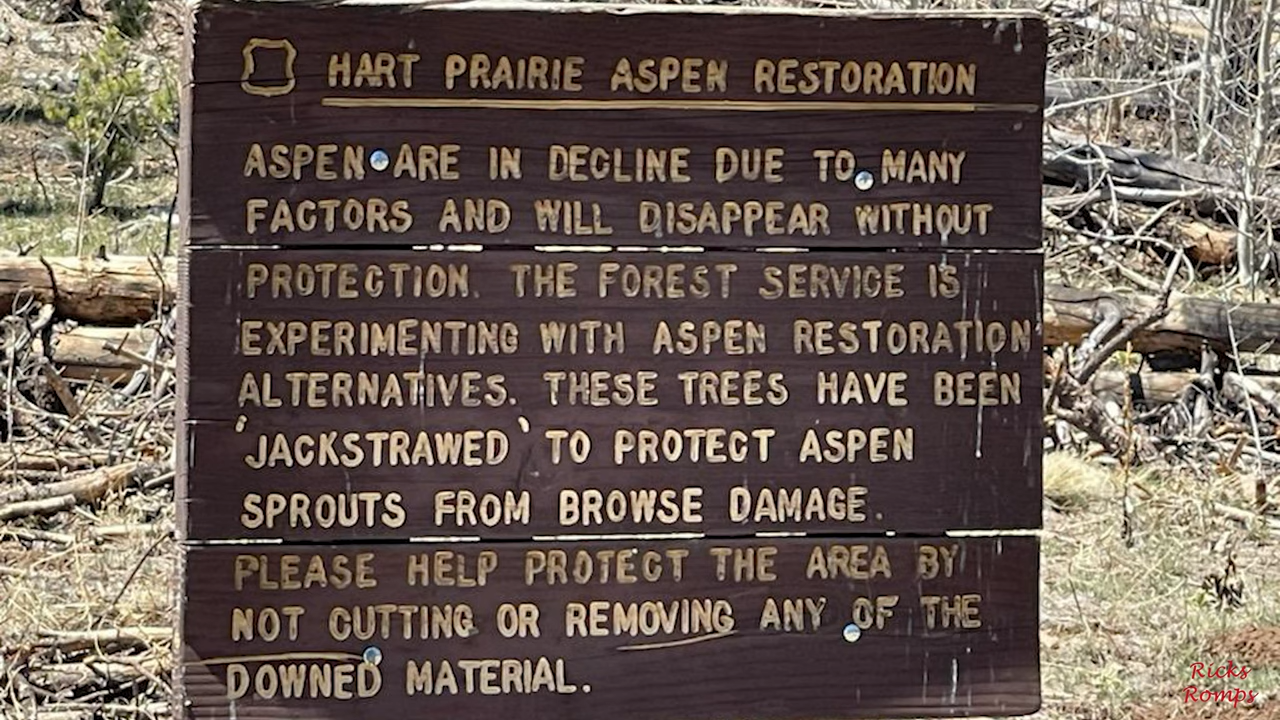 HART PRAIRIE ASPEN RESTORATION
ASPEN ARE IN DECLINE DUE TO MANY
FACTORS AND WILL DISAPPEAR WITHOUT
PROTECTION. THE FOREST SERVICE IS
EXPERIMENTING WITH ASPEN RESTORATION
ALTERNATIVES. THESE TREES HAVE BEEN
'JACKSTRAWED' TO PROTECT ASPEN
SPROUTS FROM BROWSE DAMAGE.
PLEASE HELP PROTECT THE AREA BY
NOT CUTTING OR REMOVING ANY OF THE
DOWNED MATERIAL.
Ricks
Romps